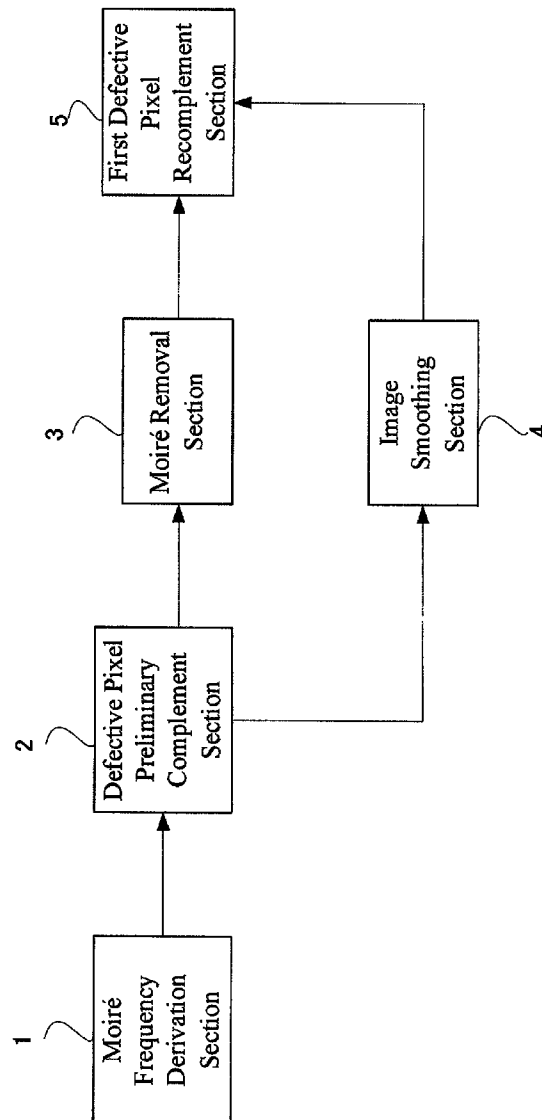 1
Moiré
Frequency
Derivation
Section
2
Defective Pixel
Preliminary
Complement
Section
3
Moiré Removal
Section
4
Image
Smoothing
Section
5
First Defective
Pixel
Recomplement
Section